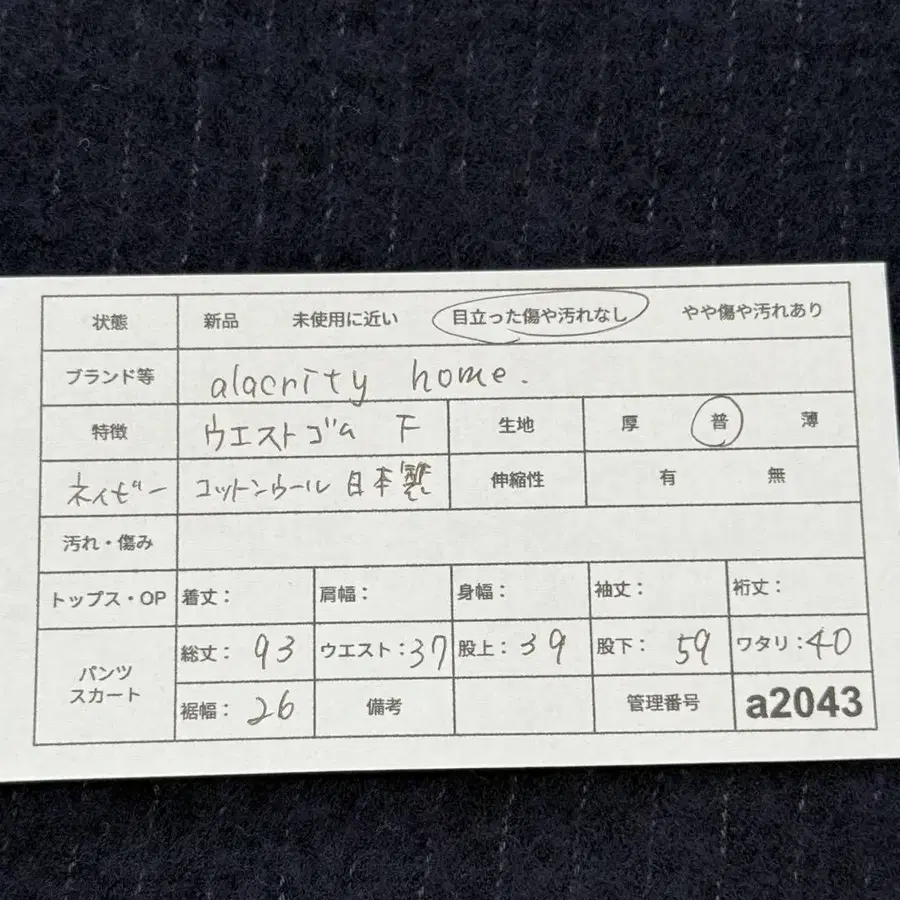 状態 新品 未使用に近い 目立った傷や汚れなし やや傷や汚れあり
ブランド等 alacrity home.
特徴 ウエストゴム F 生地 厚 普 薄
ネイビー コットンウール 日本製 伸縮性 有 無
汚れ・傷み
トップス・OP 着丈: 肩幅: 身幅: 袖丈: 裄丈:
パンツ スカート 総丈: 93 ウエスト:37 股上: 39 股下: 59 ワタリ:40
裾幅: 26 備考 管理番号 a2043